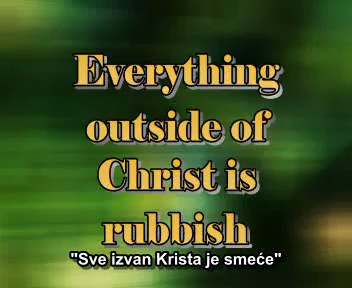 Everything
outside of
Christ is
rubbish
"Sve izvan Krista je smeće"